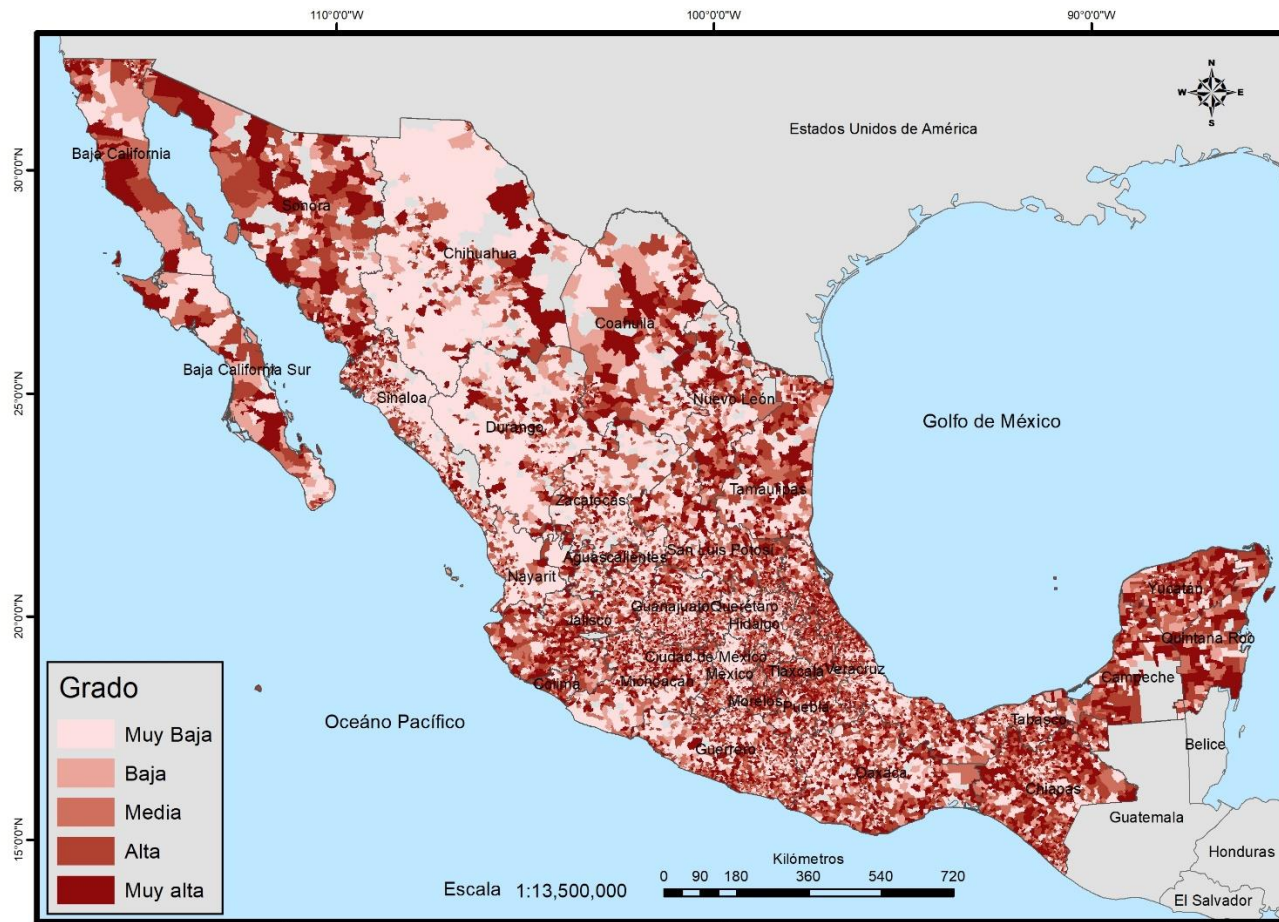 110°0'0"W
100°0'0"W
90°0'0"W
N
W
E
S
Estados Unidos de América
Baja California
30°0'0"N
Sonora
Chihuahua
Coahuila
Baja California Sur
25°0'0"N
Sinaloa
Nuevo León
Golfo de México
Durango
Tamaulipas
Zacatecas
Aguascalientes
San Luis Potosí
Nayarit
Yucatán
20°0'0"N
Guanajuato
Querétaro
Jalisco
Hidalgo
Quintana Roo
Ciudad de México
México
Tlaxcala
Veracruz
Campeche
Colima
Michoacán
Morelos
Puebla
Tabasco
Oceáno Pacífico
Guerrero
Oaxaca
Belice
Chiapas
Guatemala
15°0'0"N
Honduras
El Salvador
Grado
Muy Baja
Baja
Media
Alta
Muy alta
Escala 1:13,500,000
Kilómetros
0 90 180 360 540 720